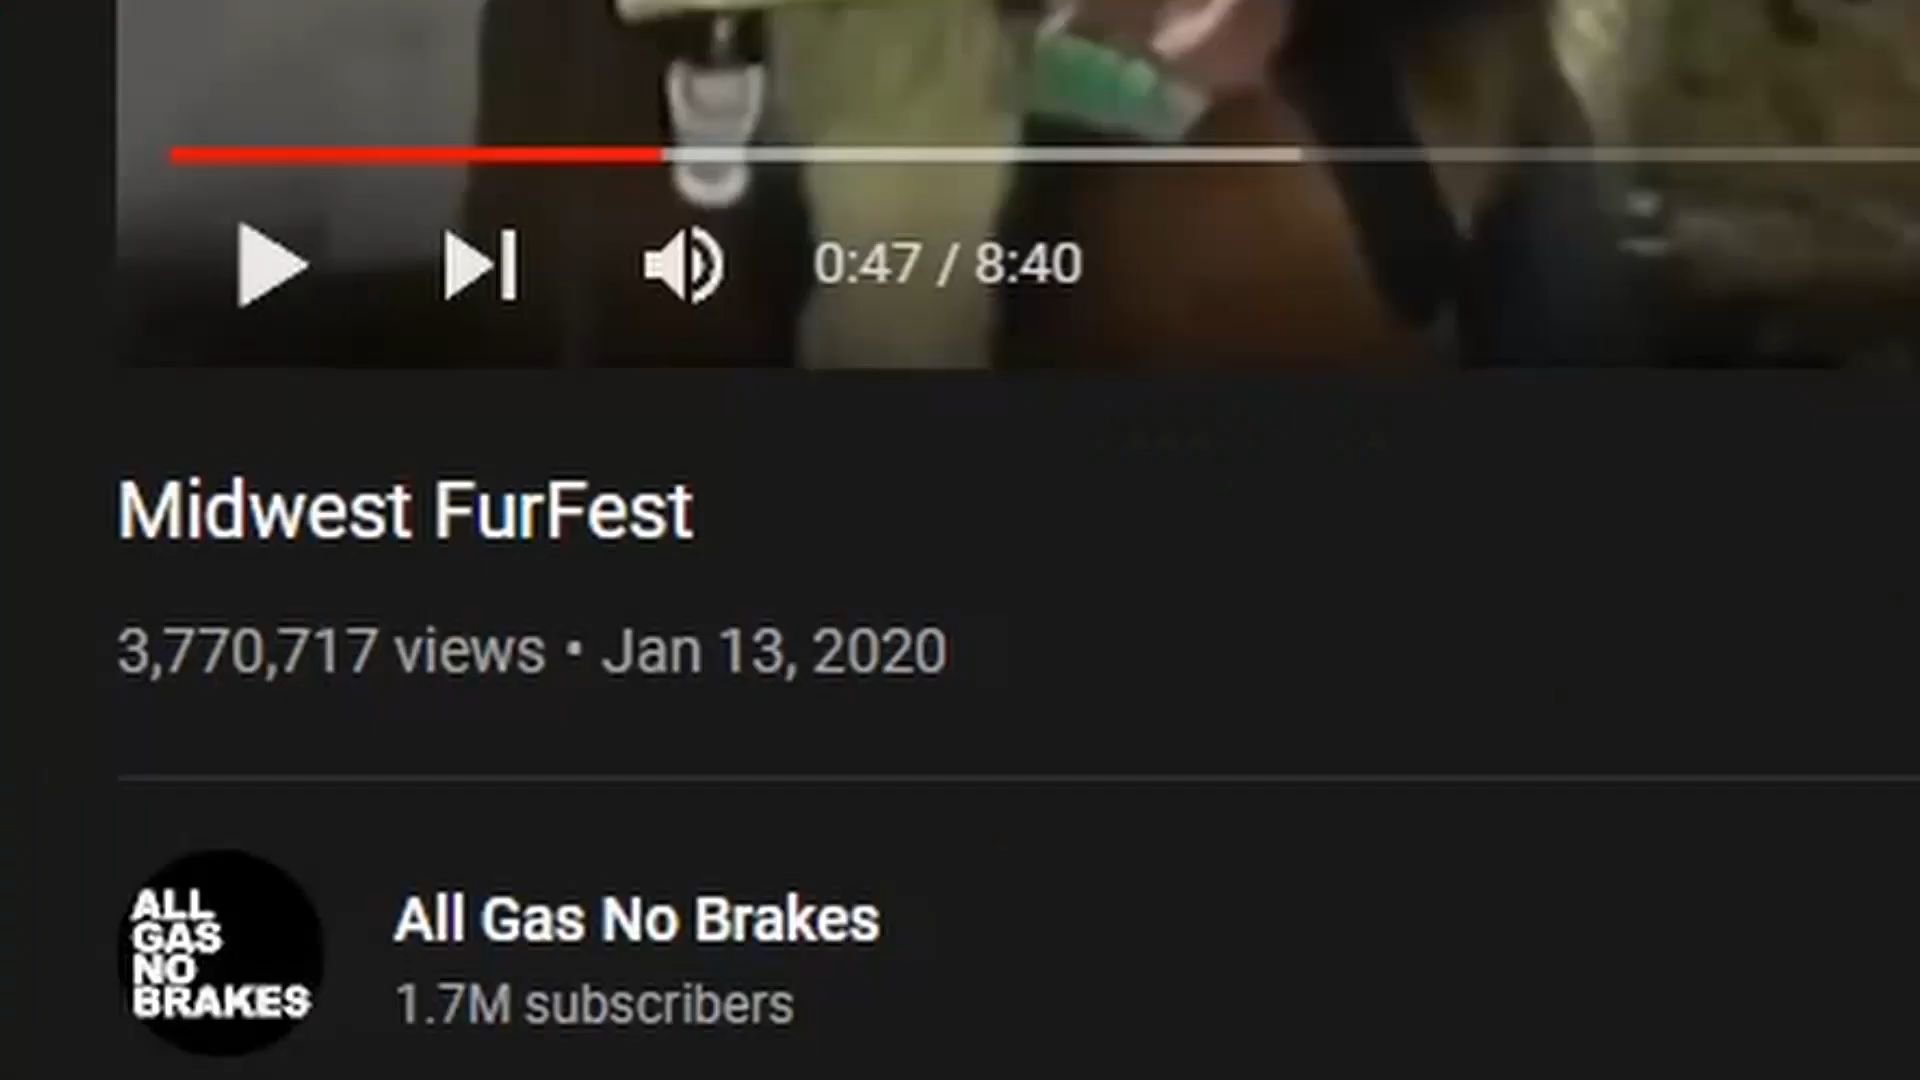 0:47 / 8:40
Midwest FurFest
3,770,717 views • Jan 13, 2020
ALL
GAS
NO
BRAKES
All Gas No Brakes
1.7M subscribers